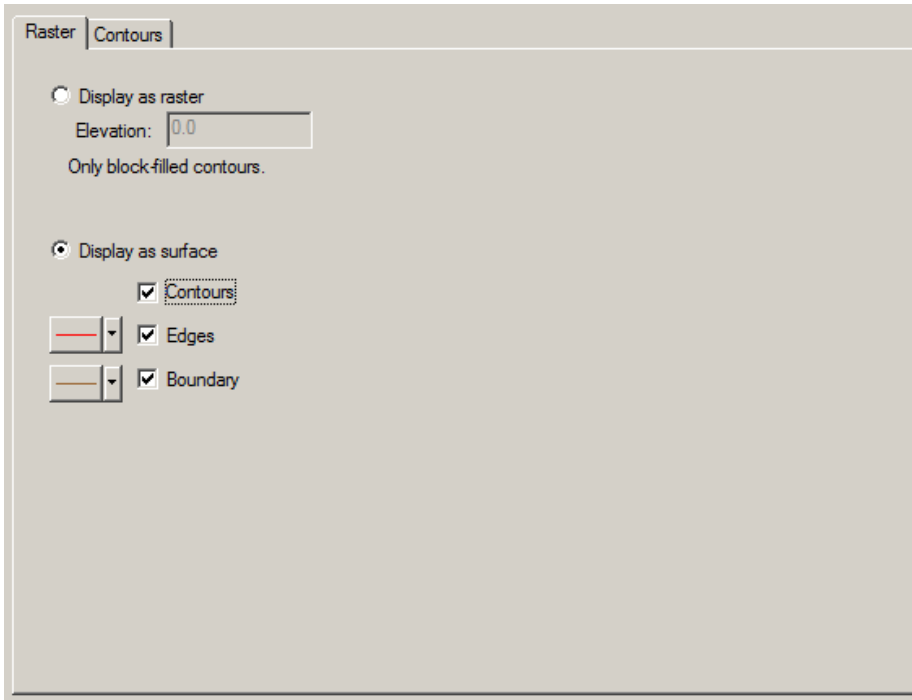 Raster Contours
Display as raster
Elevation: 0.0
Only block-filled contours.
Display as surface
Contours
Edges
Boundary